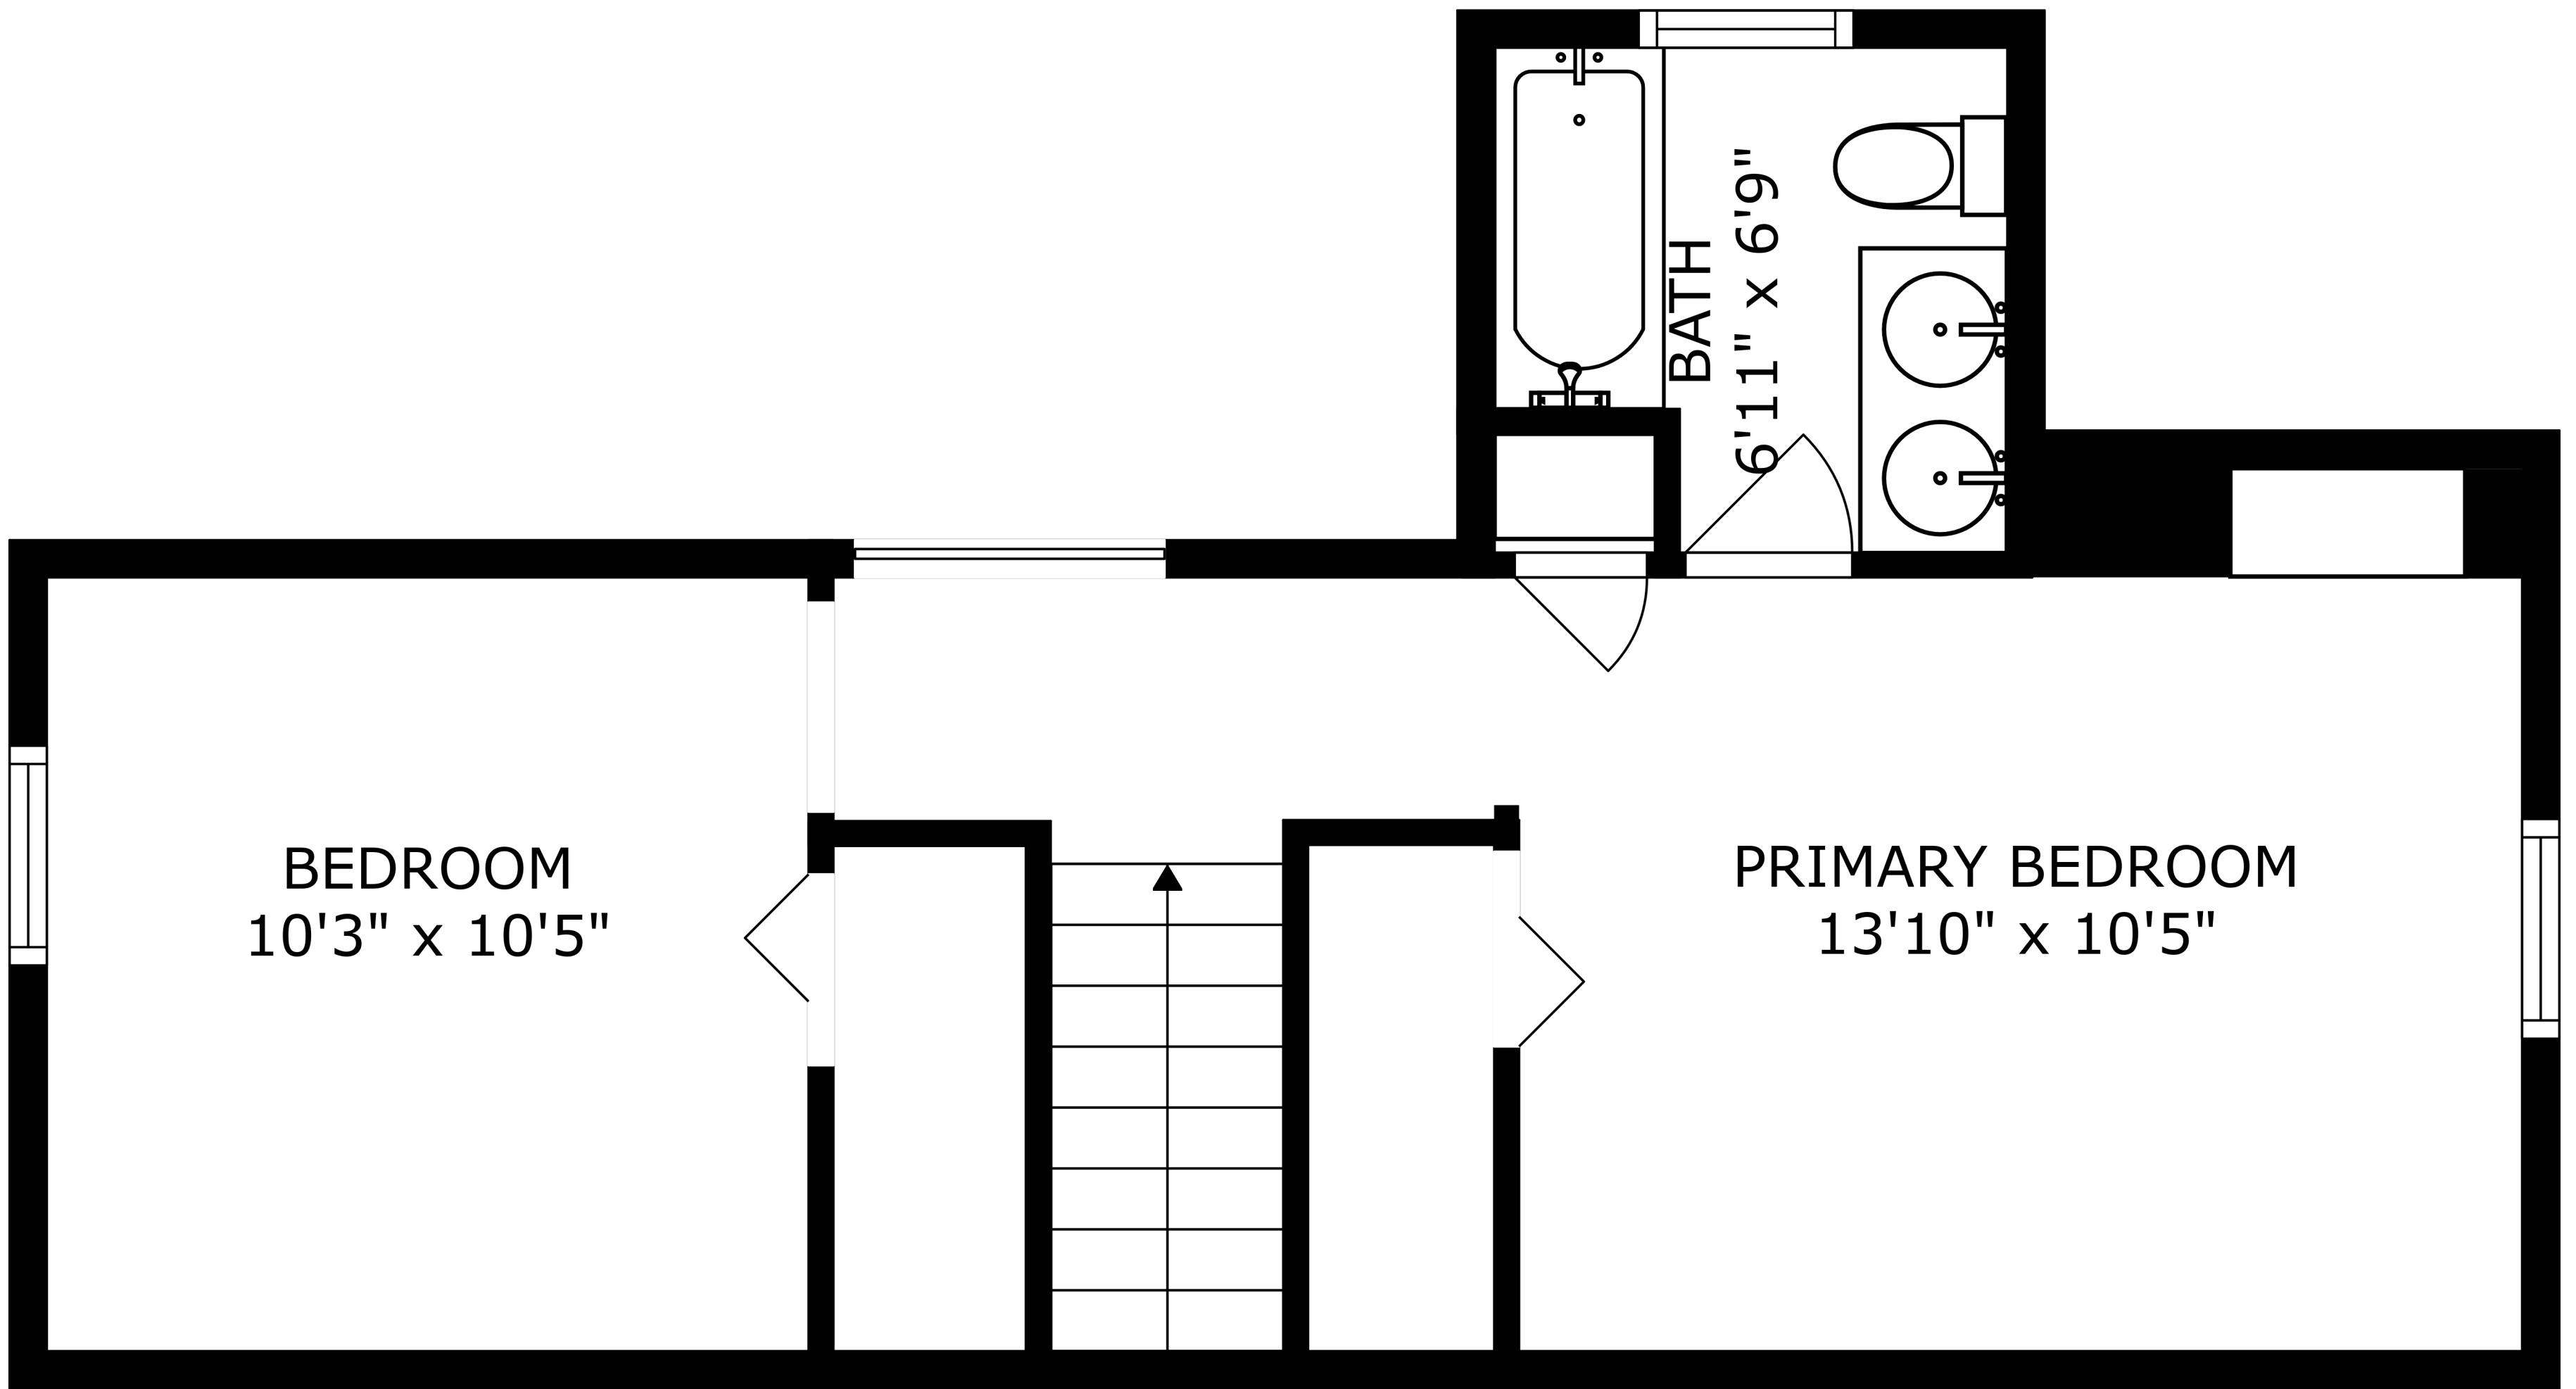 BATH
6'11" x 6'9"
BEDROOM
10'3" x 10'5"
PRIMARY BEDROOM
13'10" x 10'5"